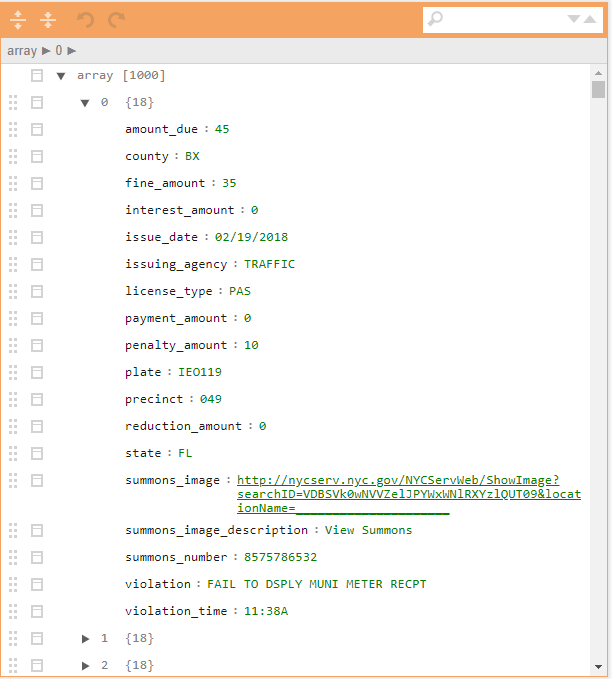 array ▶ 0 ▶
array [1000]
0 {18}
amount_due : 45
county : BX
fine_amount : 35
interest_amount : 0
issue_date : 02/19/2018
issuing_agency : TRAFFIC
license_type : PAS
payment_amount : 0
penalty_amount : 10
plate : IEO119
precinct : 049
reduction_amount : 0
state : FL
summons_image : http://nycserv.nyc.gov/NYCServWeb/ShowImage?
searchID=VDBSVk0wNVVZelJPYWxWNlRXYzlQUT09&locat
ionName=_____________________
summons_image_description : View Summons
summons_number : 8575786532
violation : FAIL TO DSPLY MUNI METER RECPT
violation_time : 11:38A
1 {18}
2 {18}